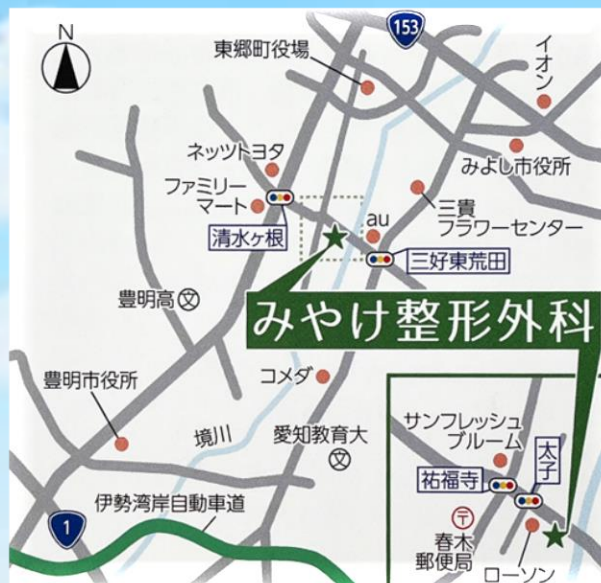 N
153
東郷町役場
イオン
ネッツトヨタ
みよし市役所
ファミリー
マート
au
三貴
フラワーセンター
清水ヶ根
三好東荒田
豊明高
文
みやけ整形外科
コメダ
豊明市役所
境川
愛知教育大
文
サンフレッシュ
ブルーム
太子
祐福寺
伊勢湾岸自動車道
1
〒
春木
郵便局
ローソン